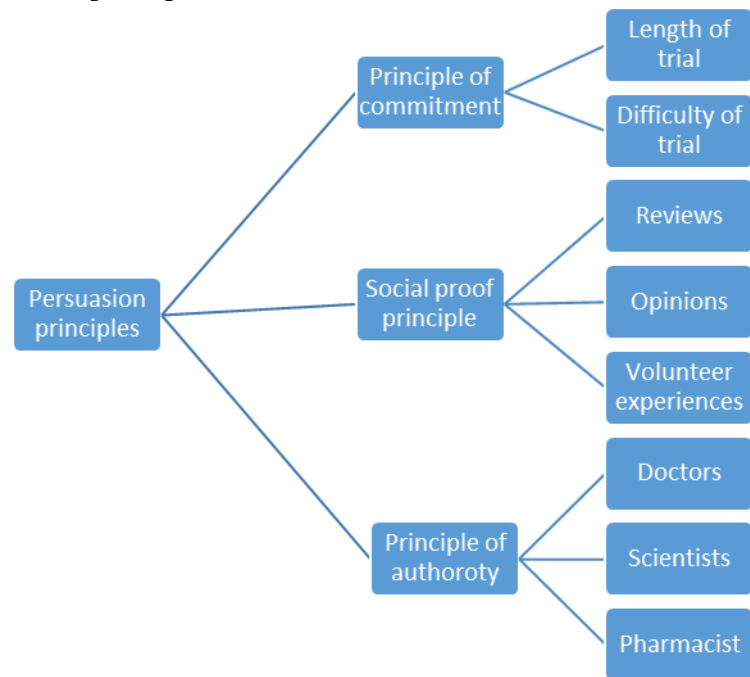 Length of
trial
Principle of
commitment
Difficulty of
trial
Reviews
Persuasion
principles
Social proof
principle
Opinions
Volunteer
experiences
Doctors
Principle of
authoroty
Scientists
Pharmacist